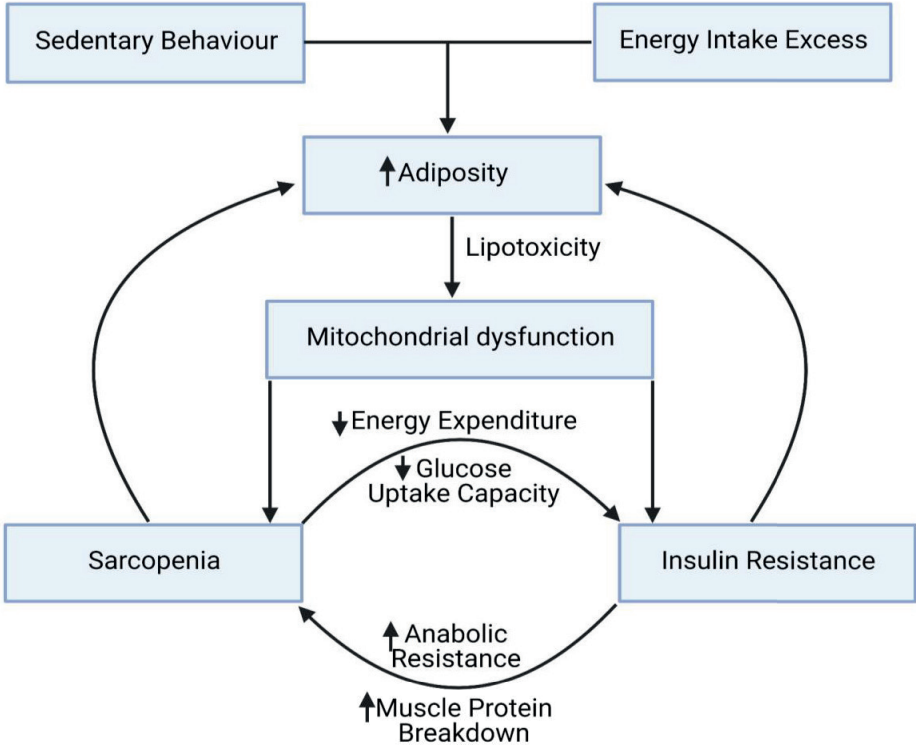 Sedentary Behaviour
Energy Intake Excess
↑Adiposity
Lipotoxicity
Mitochondrial dysfunction
↓Energy Expenditure
↓Glucose
Uptake Capacity
Sarcopenia
Insulin Resistance
↑Anabolic
Resistance
↑Muscle Protein
Breakdown